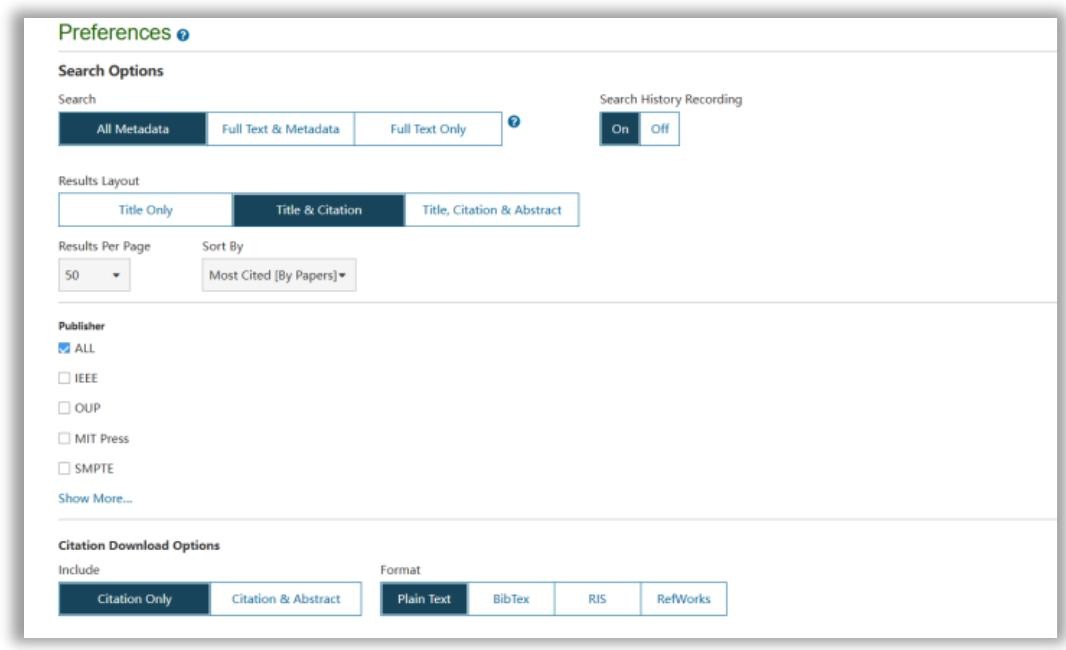 Preferences ?
Search Options
Search
Search History Recording
All Metadata Full Text & Metadata Full Text Only ?
On Off
Results Layout
Title Only Title & Citation Title, Citation & Abstract
Results Per Page Sort By
50 Most Cited [By Papers]
Publisher
ALL
IEEE
OUP
MIT Press
SMPTE
Show More...
Citation Download Options
Include Format
Citation Only Citation & Abstract Plain Text BibTex RIS RefWorks